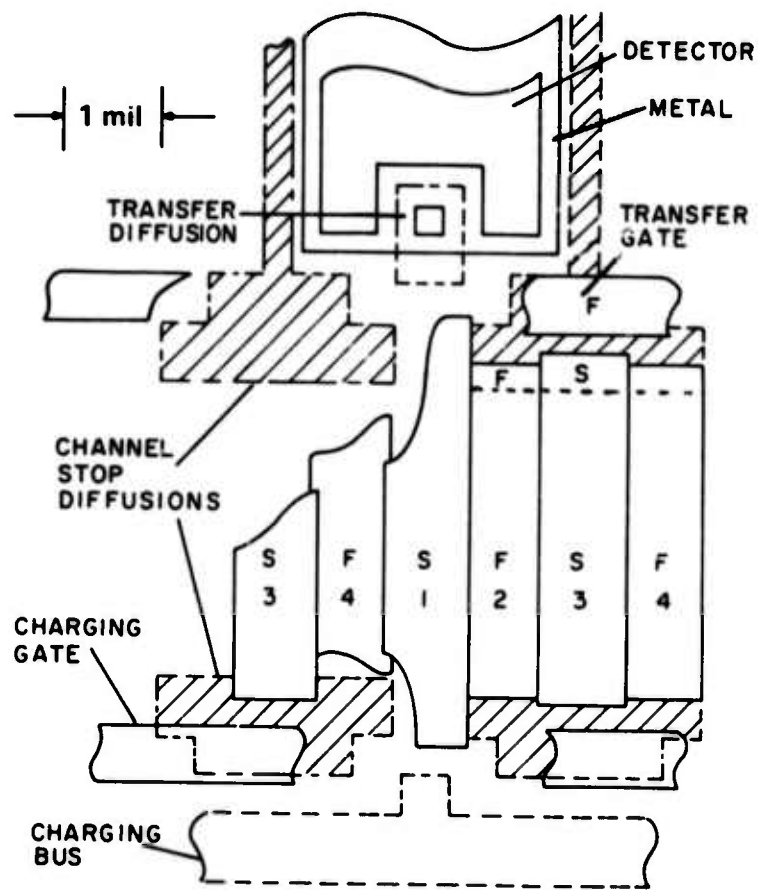 DETECTOR
1 mil
METAL
TRANSFER
DIFFUSION
TRANSFER
GATE
F
F
S
CHANNEL
STOP
DIFFUSIONS
S
3
F
4
S
1
F
2
S
3
F
4
CHARGING
GATE
CHARGING
BUS